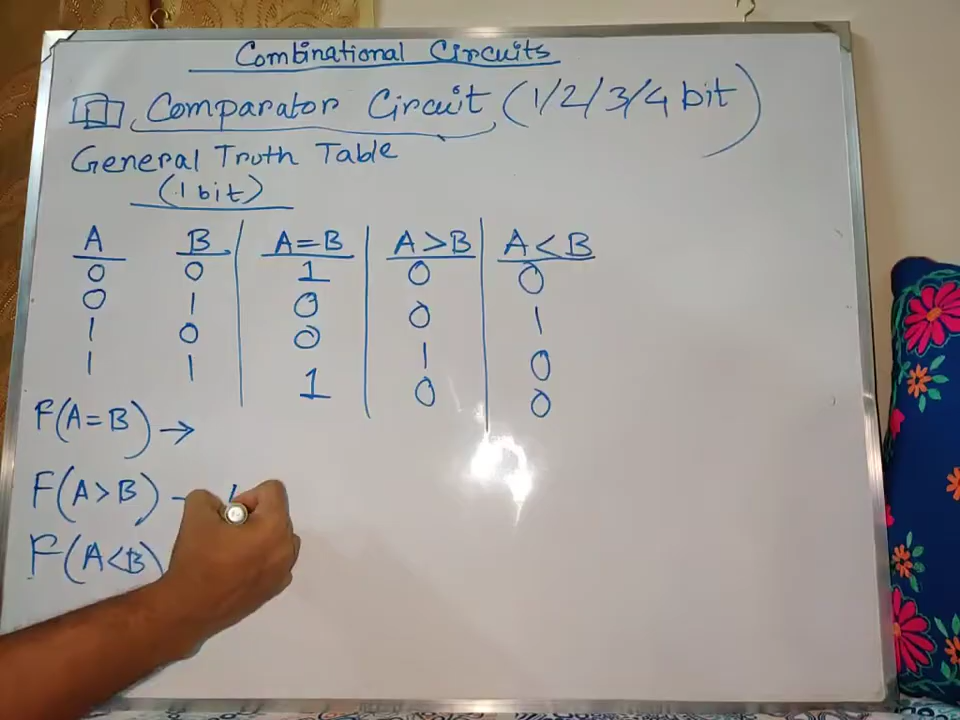 Combinational Circuits
Comparator Circuit (1/2/3/4 bit)
General Truth Table
(1 bit)
A B A=B A>B A<B
0 0 1 0 0
0 1 0 0 1
1 0 0 1 0
1 1 1 0 0
F(A=B) →
F(A>B) -
F(A<B)